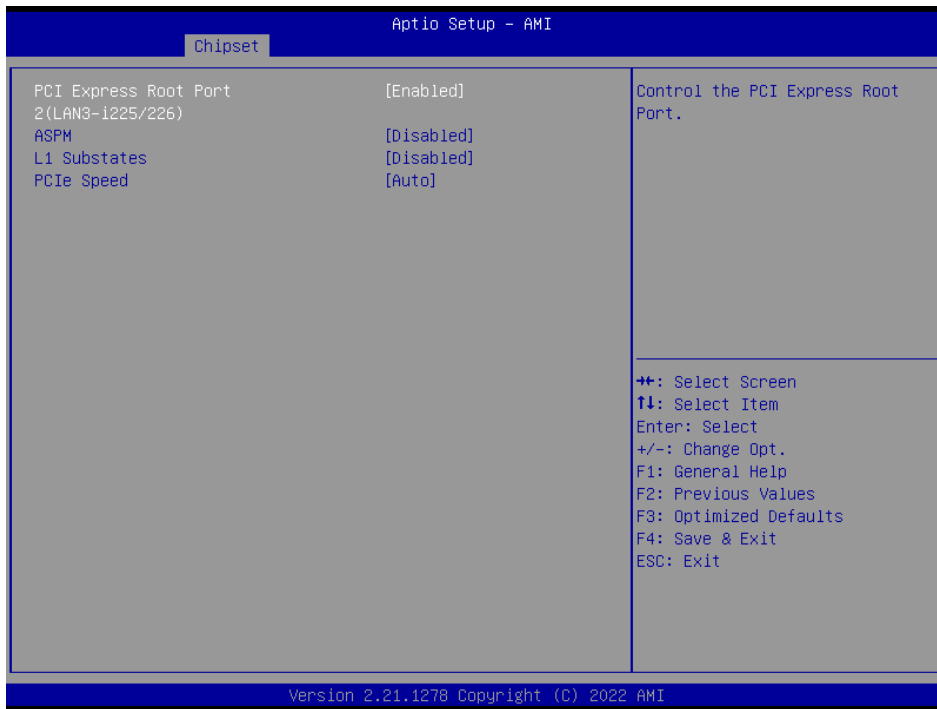 Aptio Setup – AMI
Chipset
PCI Express Root Port [Enabled]
2(LAN3-i225/226)
ASPM [Disabled]
L1 Substates [Disabled]
PCIe Speed [Auto]
Control the PCI Express Root
Port.
→←: Select Screen
↑↓: Select Item
Enter: Select
+/-: Change Opt.
F1: General Help
F2: Previous Values
F3: Optimized Defaults
F4: Save & Exit
ESC: Exit
Version 2.21.1278 Copyright (C) 2022 AMI